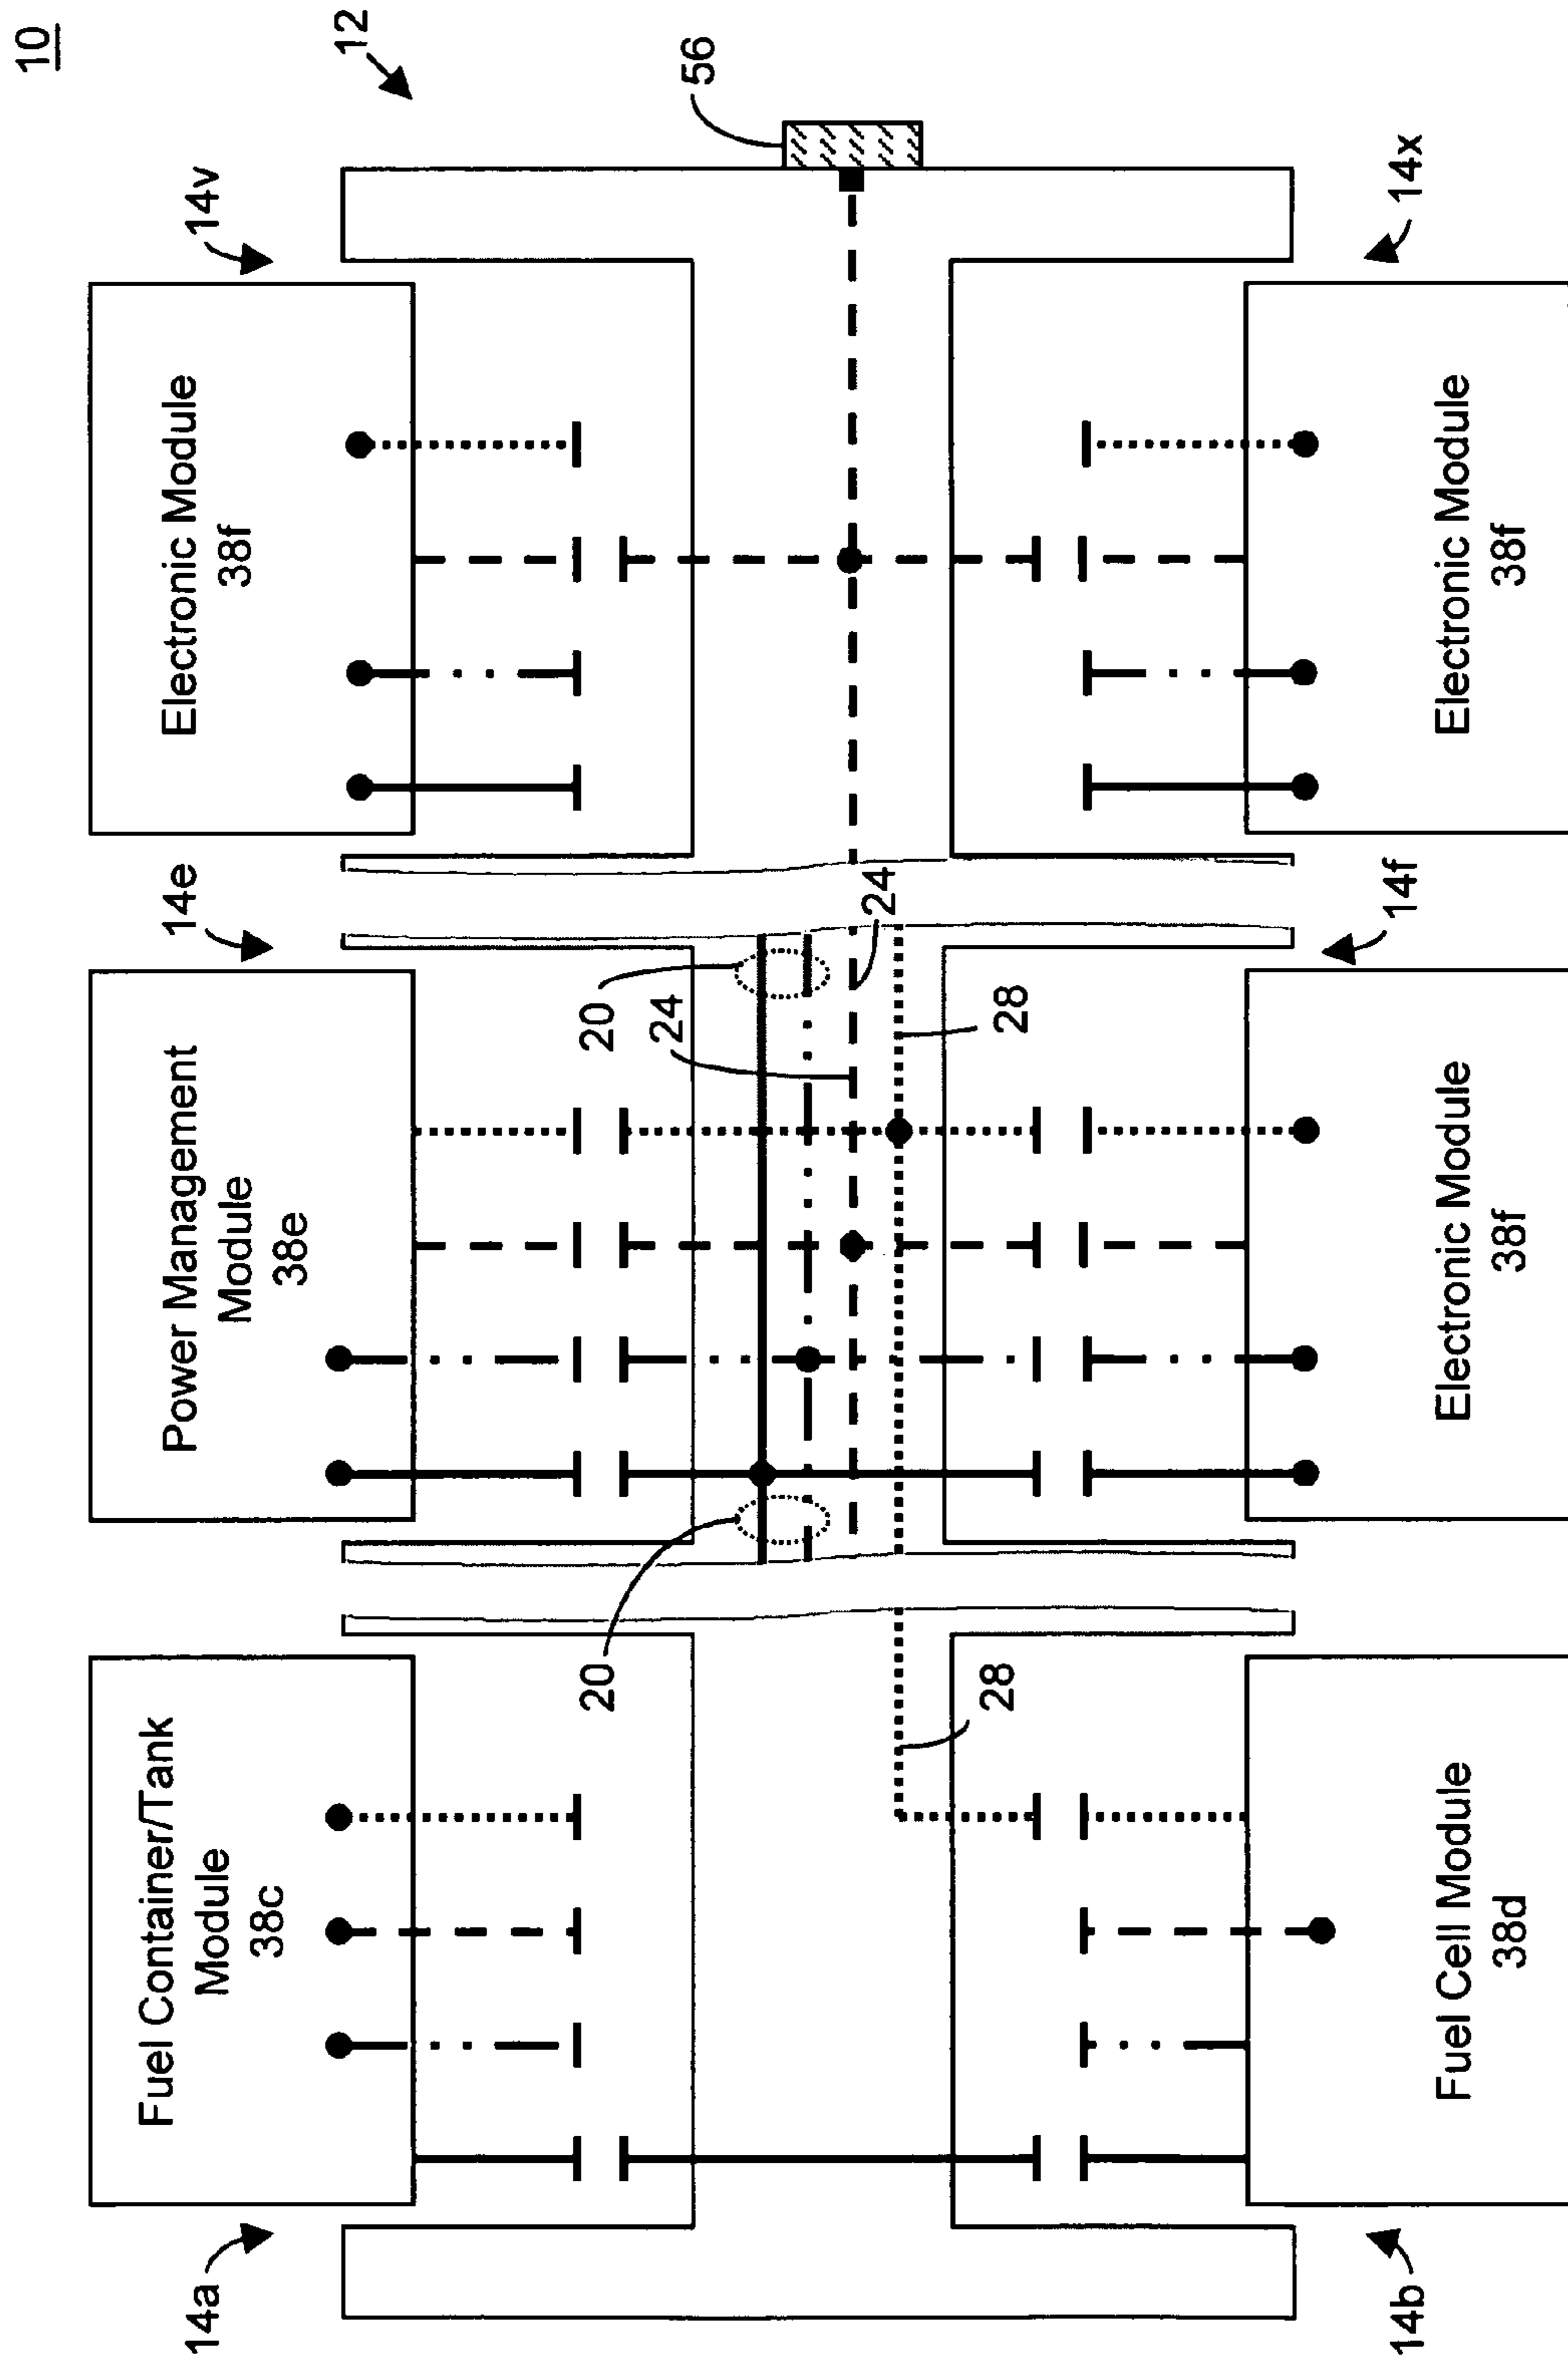 10
12
14a
Fuel Container/Tank
Module
38c
Power Management
Module
38e
14e
Electronic Module
38f
14v
20
20
24
24
56
28
28
14b
Fuel Cell Module
38d
Electronic Module
38f
14f
Electronic Module
38f
14x